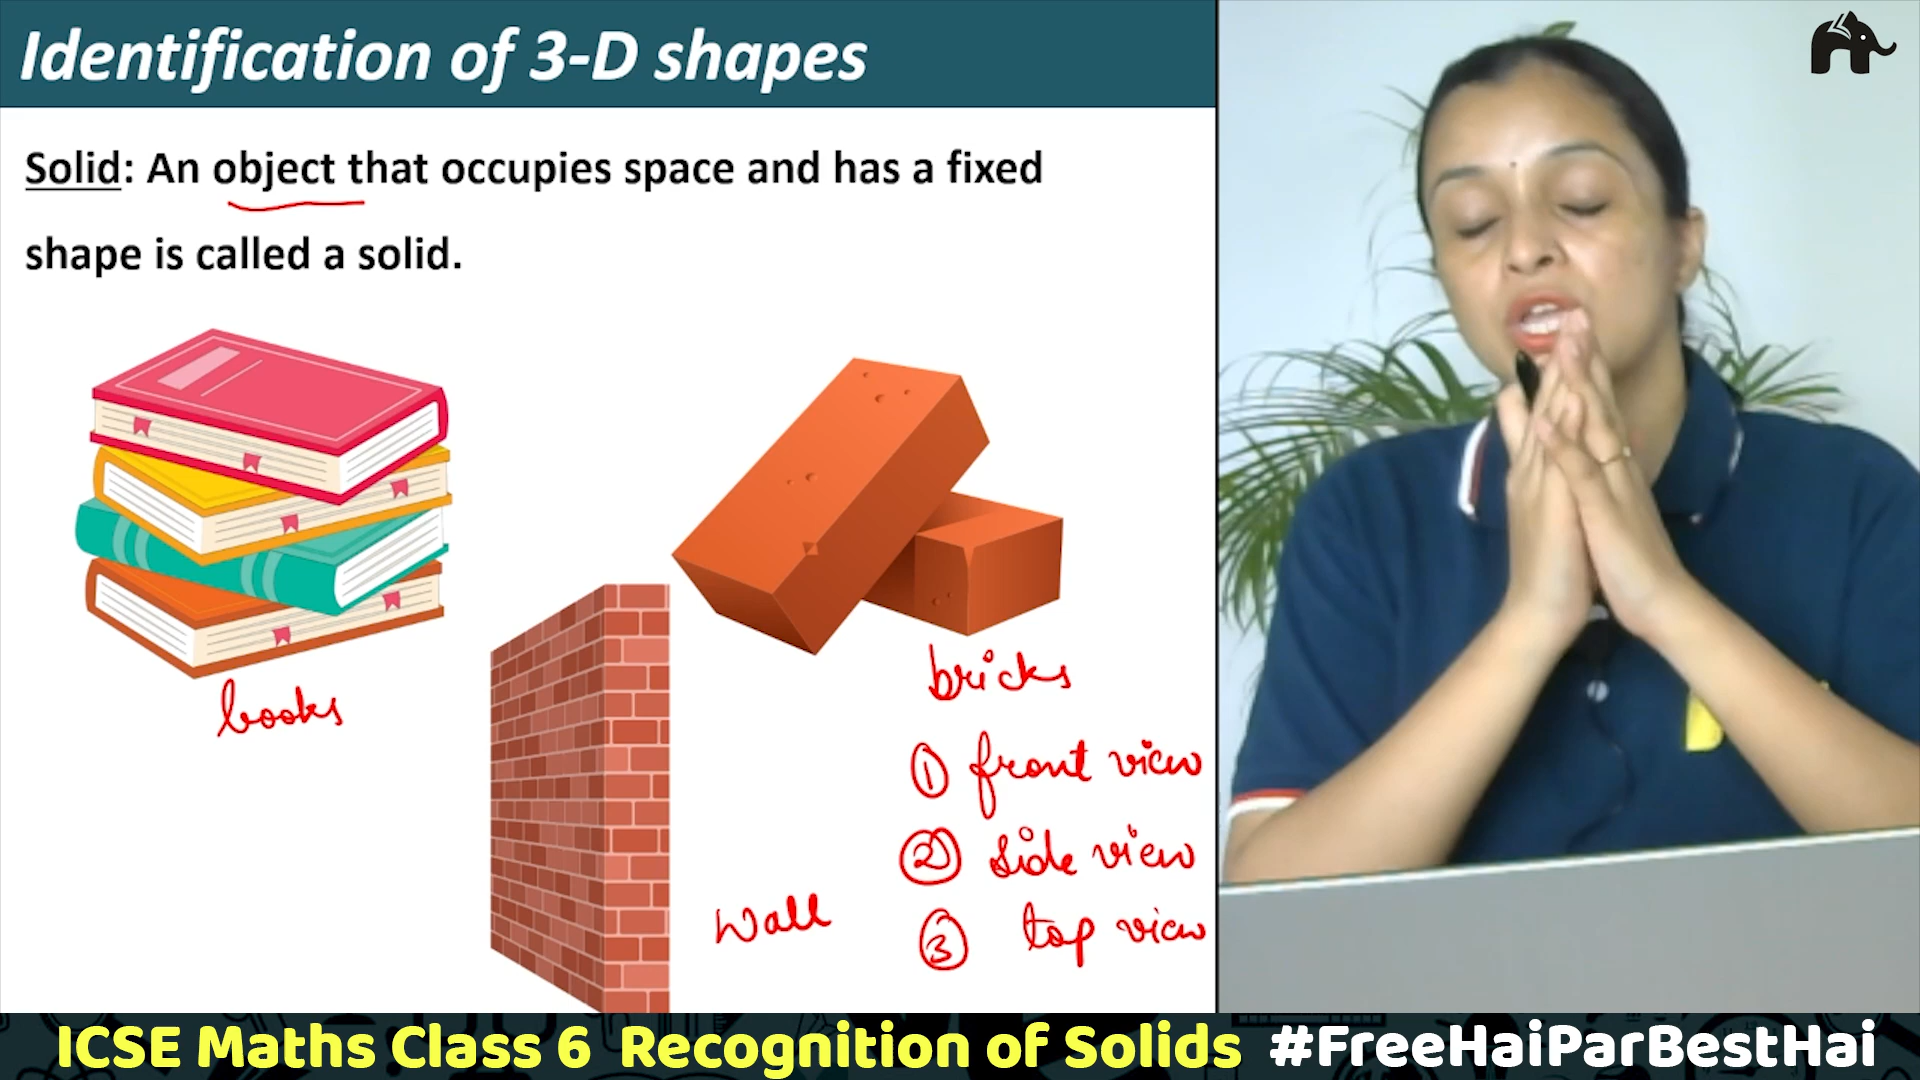 Identification of 3-D shapes
Solid: An object that occupies space and has a fixed
shape is called a solid.
books
bricks
① front view
② side view
wall
③ top view
ICSE Maths Class 6 Recognition of Solids #FreeHaiParBestHai